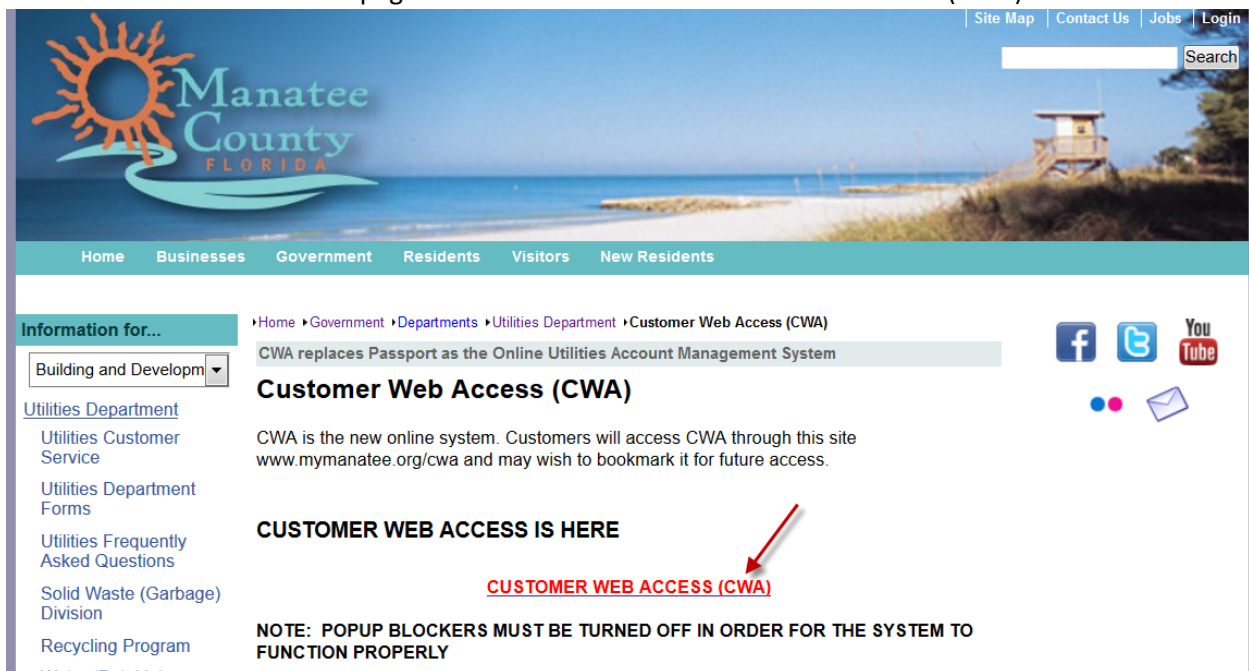 Site Map | Contact Us | Jobs | Login
Search
Manatee
County
FLORIDA
Home Businesses Government Residents Visitors New Residents
Information for...
Building and Developm
Utilities Department
Utilities Customer
Service
Utilities Department
Forms
Utilities Frequently
Asked Questions
Solid Waste (Garbage)
Division
Recycling Program
Home Government Departments Utilities Department Customer Web Access (CWA)
CWA replaces Passport as the Online Utilities Account Management System
Customer Web Access (CWA)
CWA is the new online system. Customers will access CWA through this site
www.mymanatee.org/cwa and may wish to bookmark it for future access.
CUSTOMER WEB ACCESS IS HERE
CUSTOMER WEB ACCESS (CWA)
NOTE: POPUP BLOCKERS MUST BE TURNED OFF IN ORDER FOR THE SYSTEM TO
FUNCTION PROPERLY
You
Tube